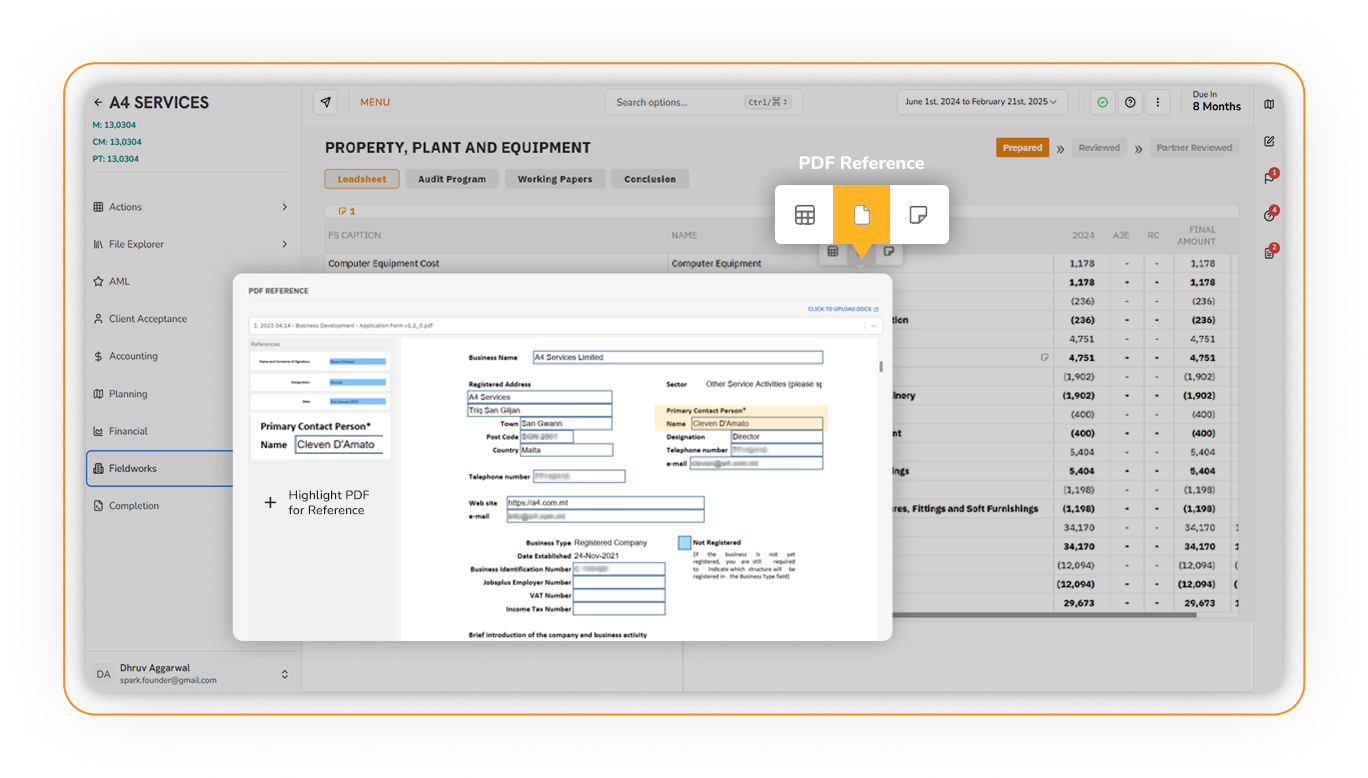 A4 SERVICES
M: 13,0304
CM: 13,0304
PT: 13,0304
Actions
File Explorer
AML
Client Acceptance
Accounting
Planning
Financial
Fieldworks
Completion
DA
Dhruv Aggarwal
spark.founder@gmail.com
MENU
Search options...
Ctrl/⌘ J
June 1st, 2024 to February 21st, 2025
Due In
8 Months
PROPERTY, PLANT AND EQUIPMENT
Prepared
Reviewed
Partner Reviewed
Leadsheet
Audit Program
Working Papers
Conclusion
PDF Reference
1
4
2
1
FS CAPTION NAME 2024 AJE RC FINAL AMOUNT
Computer Equipment Cost Computer Equipment 1,178 - - 1,178
1,178 - - 1,178
(236) - - (236)
tion (236) - - (236)
4,751 - - 4,751
4,751 - - 4,751
(1,902) - - (1,902)
inery (1,902) - - (1,902)
(400) - - (400)
nt (400) - - (400)
5,404 - - 5,404
ngs 5,404 - - 5,404
(1,198) - - (1,198)
res, Fittings and Soft Furnishings (1,198) - - (1,198)
34,170 - - 34,170 1
34,170 - - 34,170 1
(12,094) - - (12,094) (
(12,094) - - (12,094) (
29,673 - - 29,673 1
PDF REFERENCE
CLICK TO UPLOAD DOCS
1. 2023.04.14 - Business Development - Application Form v1.2_0.pdf
References
Name and Surname of Signatory
Designation
Director
Date
Primary Contact Person*
Name Cleven D'Amato
+ Highlight PDF
for Reference
Business Name A4 Services Limited
Registered Address
A4 Services
Triq San Giljan
Town San Gwann
Post Code
Country Malta
Telephone number
Sector Other Service Activities (please sp
Primary Contact Person*
Name Cleven D'Amato
Designation Director
Telephone number
e-mail
Web site https://a4.com.mt
e-mail
Business Type Registered Company
Date Established 24-Nov-2021
Business Identification Number
Jobsplus Employer Number
VAT Number
Income Tax Number
Not Registered
[If the business is not yet
registered, you are still required
to indicate which structure will be
registered in the Business Type field]
Brief introduction of the company and business activity